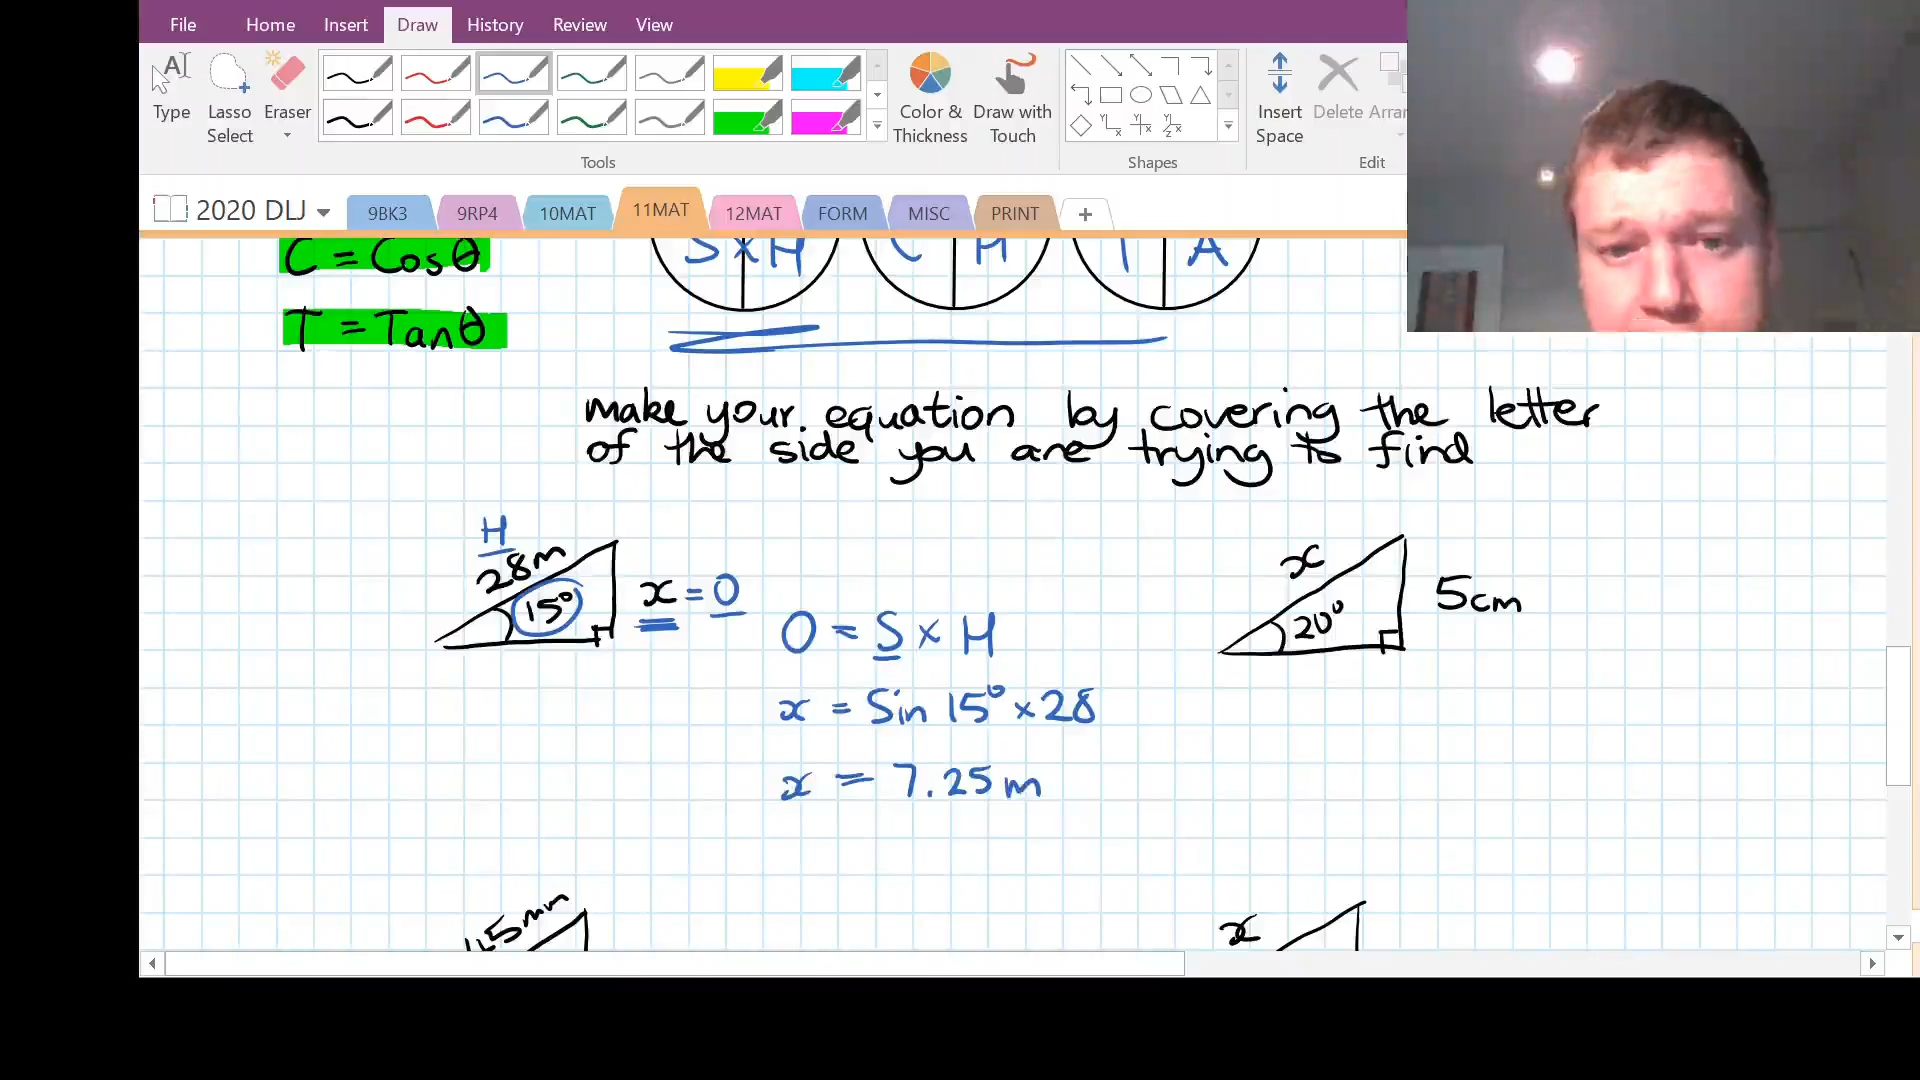 File Home Insert Draw History Review View
Type Lasso Select Eraser Color & Thickness Draw with Touch Insert Space Delete Arran
Tools Shapes Edit
2020 DLJ 9BK3 9RP4 10MAT 11MAT 12MAT FORM MISC PRINT +
C = Cosθ
S × H C H T A
T = Tanθ
make your equation by covering the letter
of the side you are trying to find
H
28m
15°
x = O
O = S × H
x = Sin 15° × 28
x = 7.25m
x
20°
5cm
x